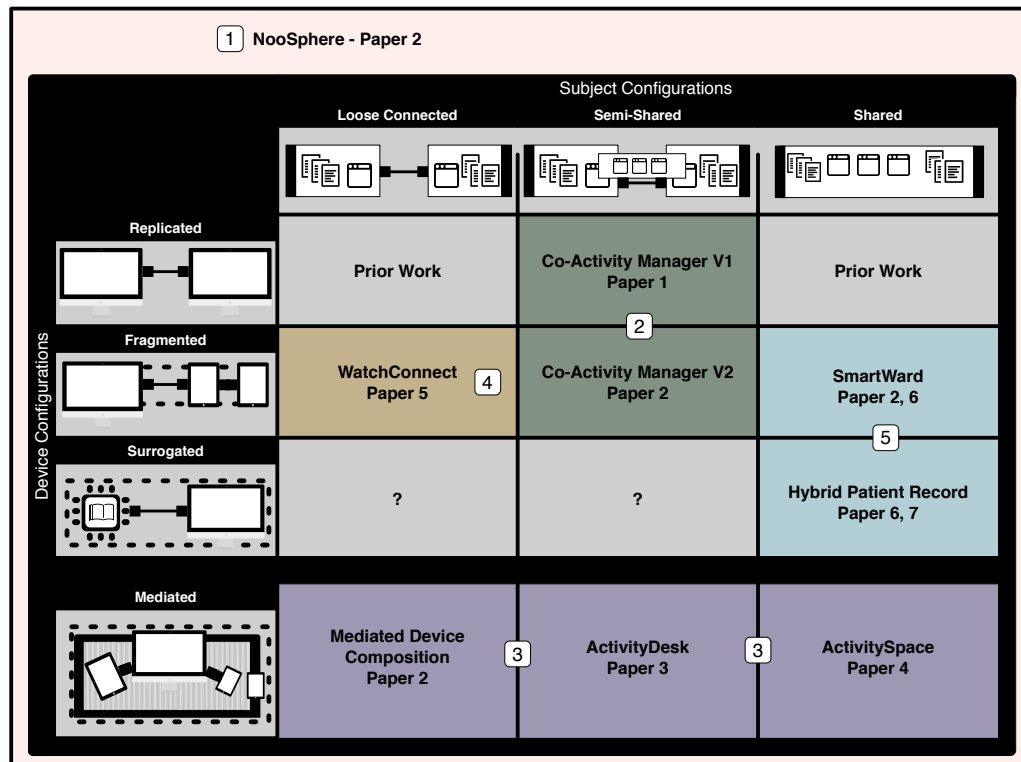 1 NooSphere - Paper 2
Subject Configurations
Loose Connected
Semi-Shared
Shared
Device Configurations
Replicated
Prior Work
Co-Activity Manager V1
Paper 1
Prior Work
2
Fragmented
WatchConnect
Paper 5
4
Co-Activity Manager V2
Paper 2
SmartWard
Paper 2, 6
5
Surrogated
?
?
Hybrid Patient Record
Paper 6, 7
Mediated
Mediated Device
Composition
Paper 2
3
ActivityDesk
Paper 3
3
ActivitySpace
Paper 4